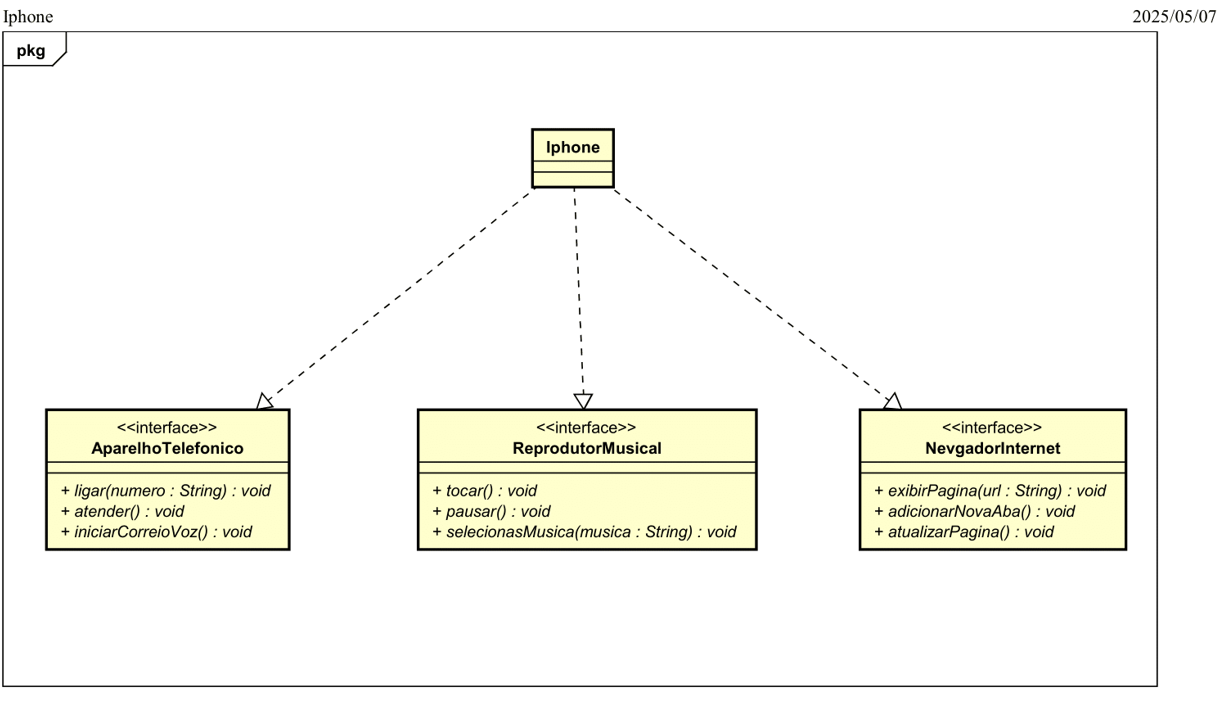 Iphone
2025/05/07
pkg
Iphone
<<interface>>
AparelhoTelefonico
+ ligar(numero : String) : void
+ atender() : void
+ iniciarCorreioVoz() : void
<<interface>>
ReprodutorMusical
+ tocar() : void
+ pausar() : void
+ selecionasMusica(musica : String) : void
<<interface>>
NevgadorInternet
+ exibirPagina(url : String) : void
+ adicionarNovaAba() : void
+ atualizarPagina() : void